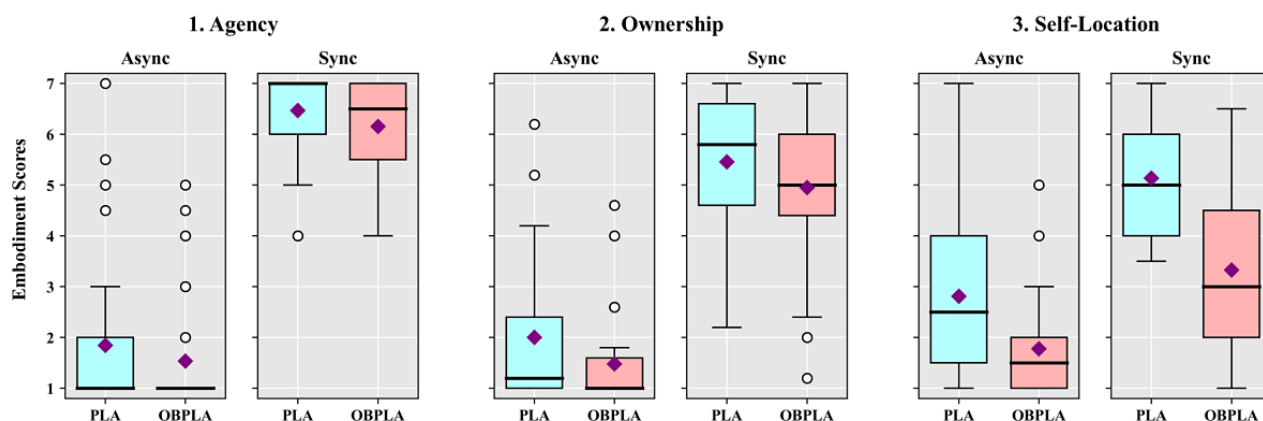 1. Agency
2. Ownership
3. Self-Location
Async
Sync
Async
Sync
Async
Sync
Embodiment Scores
7
6
5
4
3
2
1
PLA
OBPLA
PLA
OBPLA
PLA
OBPLA
PLA
OBPLA
PLA
OBPLA
PLA
OBPLA